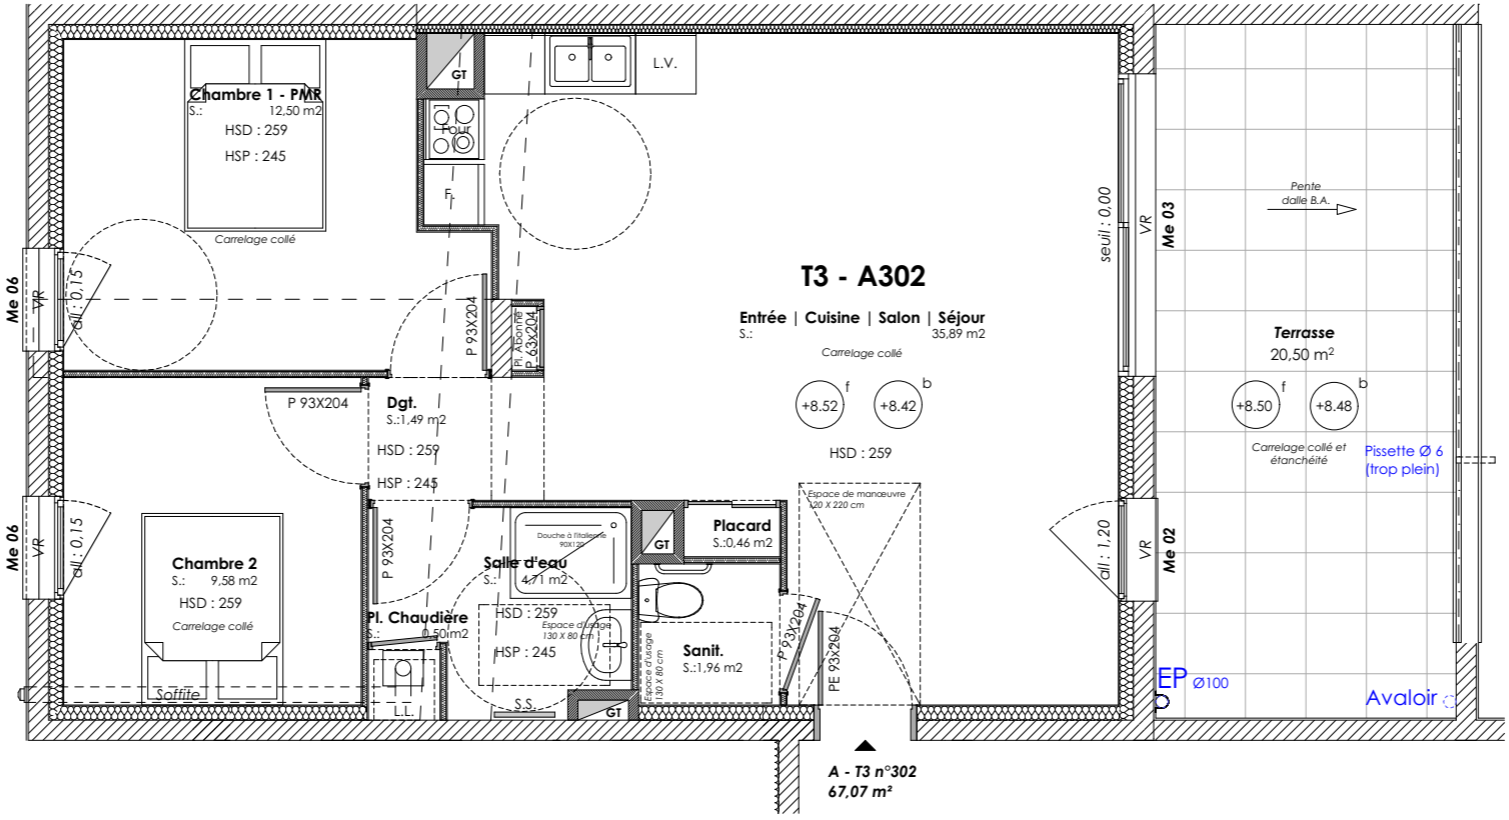 GT
L.V.
Chambre 1 - PMR
S.: 12,50 m2
HSD : 259
HSP : 245
Carrelage collé
Four
F.
Me 06
VR
all : 0,15
P 93X204
Pl. Abonné
P 63X204
T3 - A302
Entrée | Cuisine | Salon | Séjour
S.: 35,89 m2
Carrelage collé
+8.52 f
+8.42 b
HSD : 259
seuil : 0,00
VR
Me 03
Pente
dalle B.A.
Terrasse
20,50 m²
+8.50 f
+8.48 b
Carrelage collé et
étanchéité
Pissette Ø 6
(trop plein)
P 93X204
Dgt.
S.:1,49 m2
HSD : 259
HSP : 245
Me 06
VR
all : 0,15
Chambre 2
S.: 9,58 m2
HSD : 259
Carrelage collé
Soffite
P 93X204
Douche à l'italienne
90X120
Salle d'eau
S.: 4,71 m2
HSD : 259
Espace d'usage
130 X 80 cm
HSP : 245
Pl. Chaudière
S.: 0,50 m2
L.L.
S.S.
GT
GT
Placard
S.:0,46 m2
Sanit.
S.:1,96 m2
Espace d'usage
130 X 80 cm
P 93X204
PE 93X204
Espace de manœuvre
120 X 220 cm
all : 1,20
VR
Me 02
EP Ø100
Avaloir
A - T3 n°302
67,07 m²